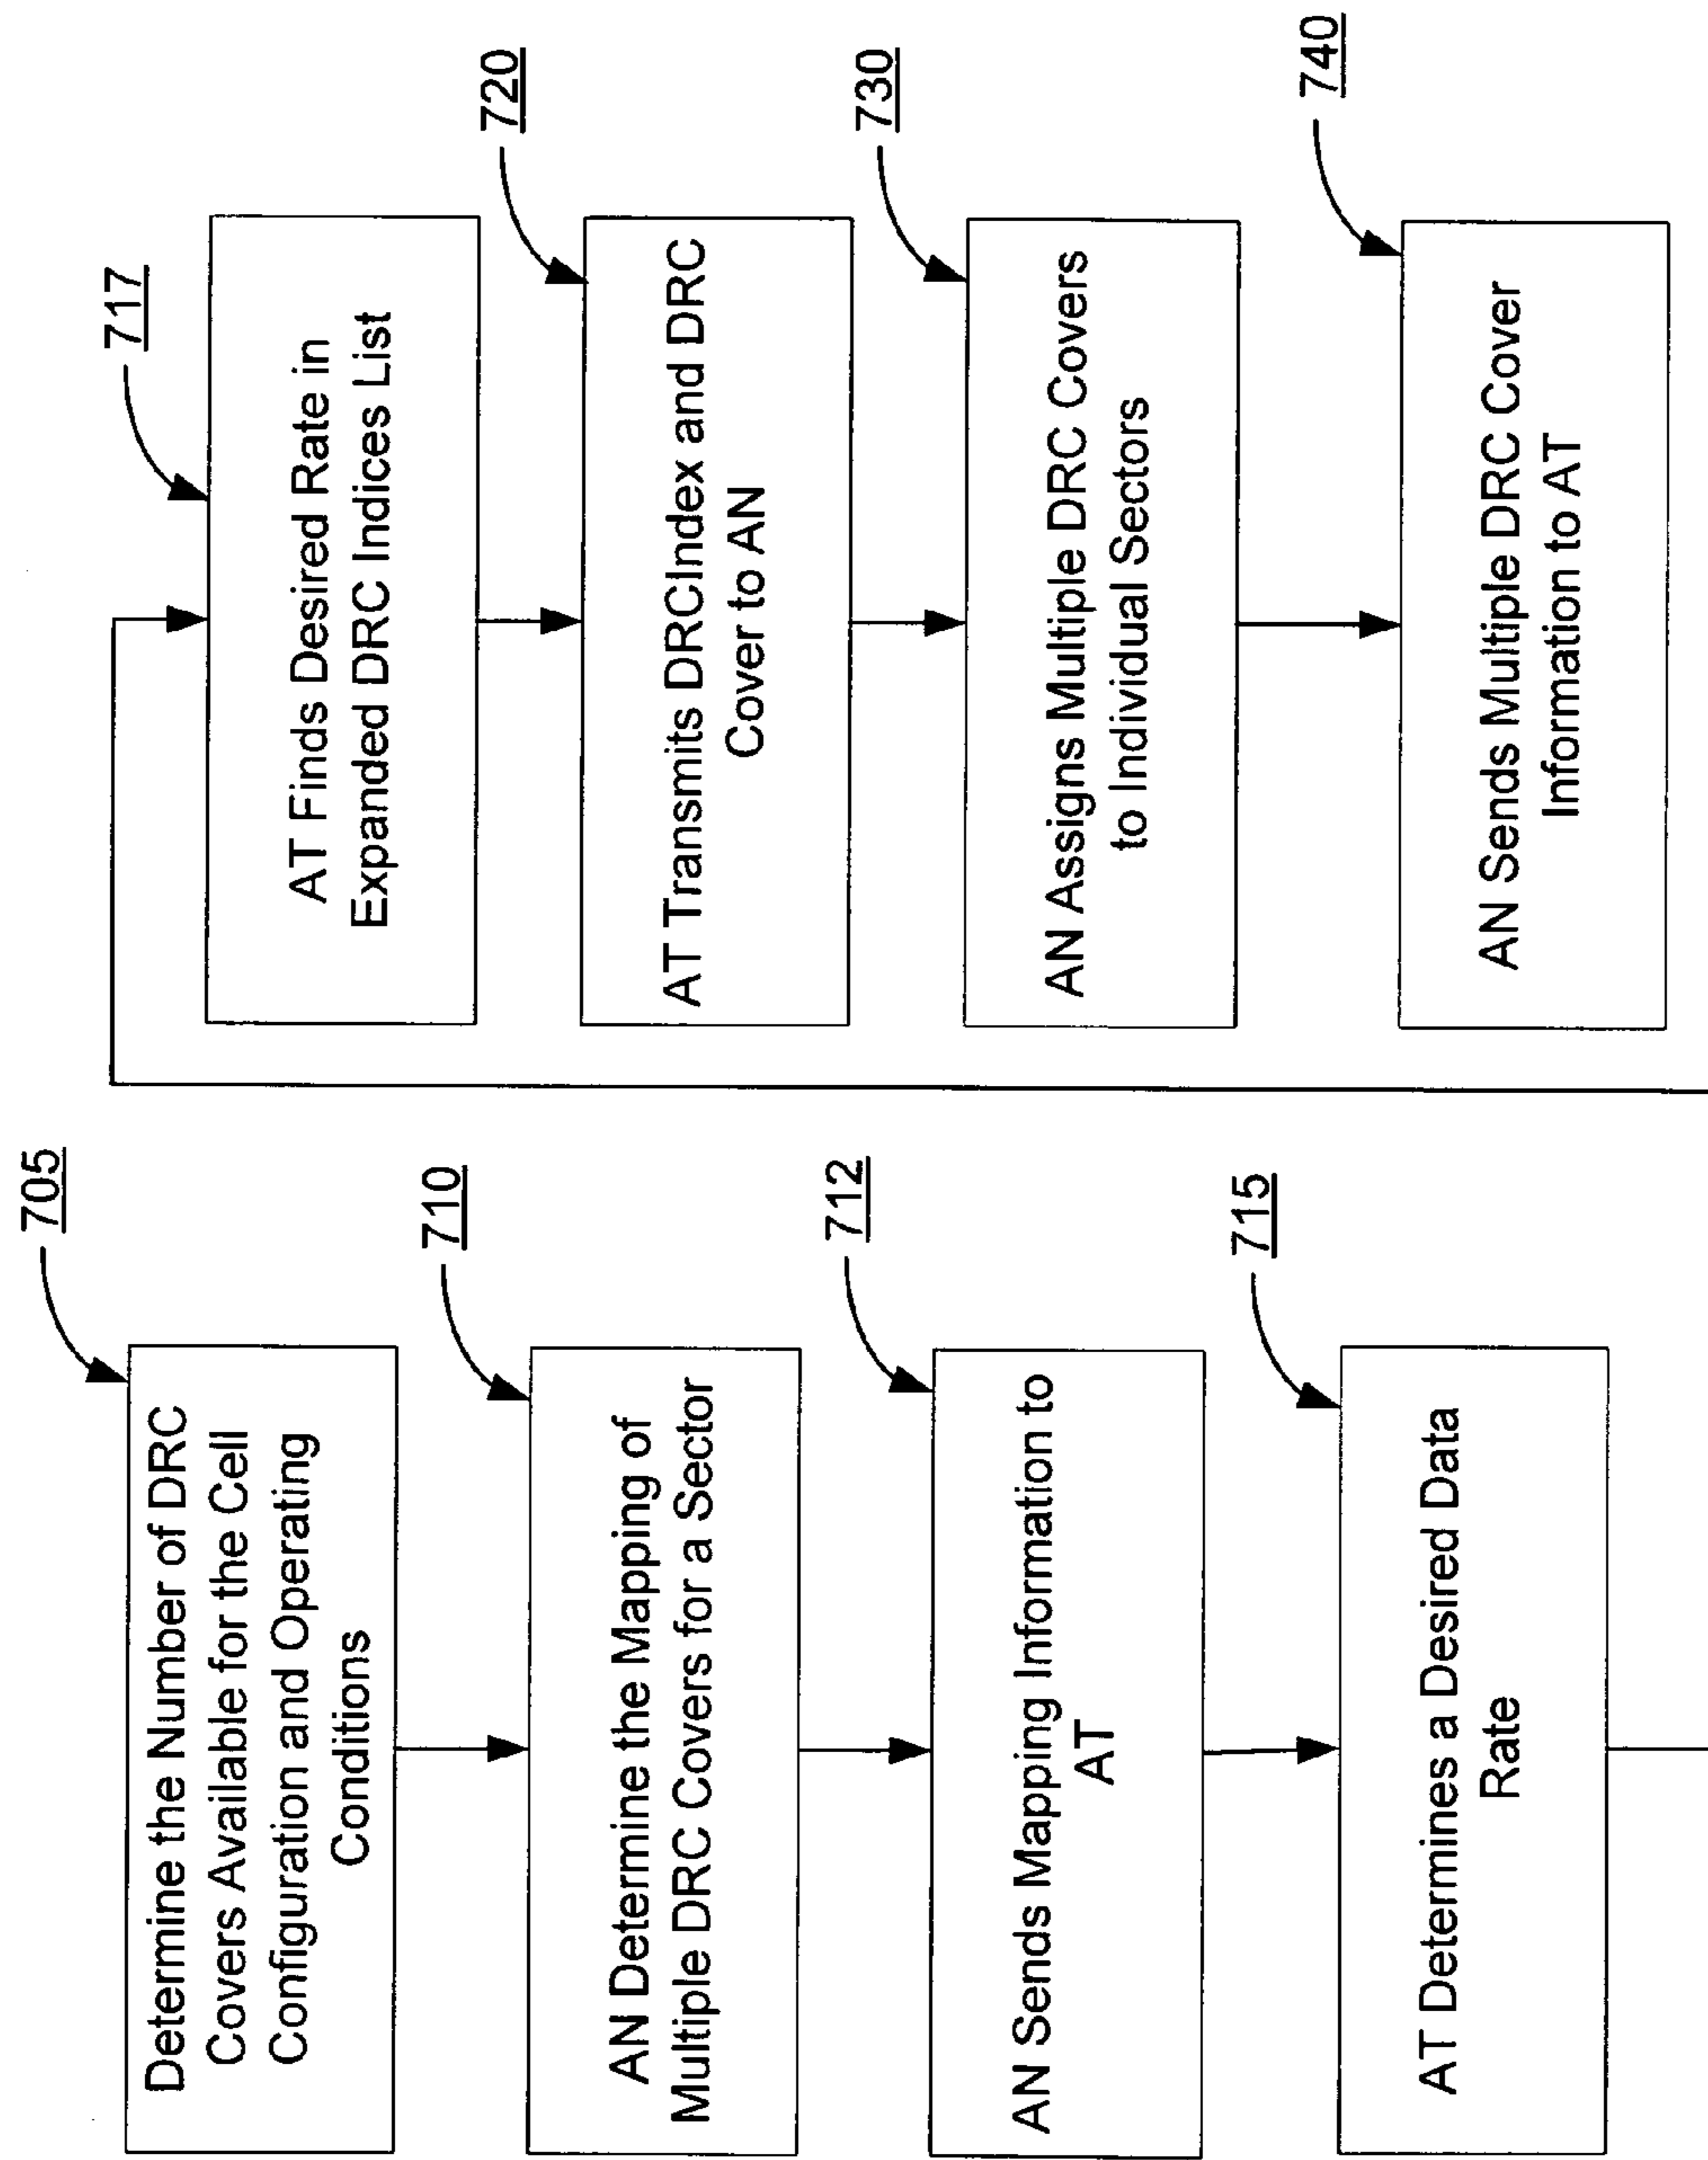 705
Determine the Number of DRC
Covers Available for the Cell
Configuration and Operating
Conditions
710
AN Determine the Mapping of
Multiple DRC Covers for a Sector
712
AN Sends Mapping Information to
AT
715
AT Determines a Desired Data
Rate
717
AT Finds Desired Rate in
Expanded DRC Indices List
720
AT Transmits DRCIndex and DRC
Cover to AN
730
AN Assigns Multiple DRC Covers
to Individual Sectors
740
AN Sends Multiple DRC Cover
Information to AT